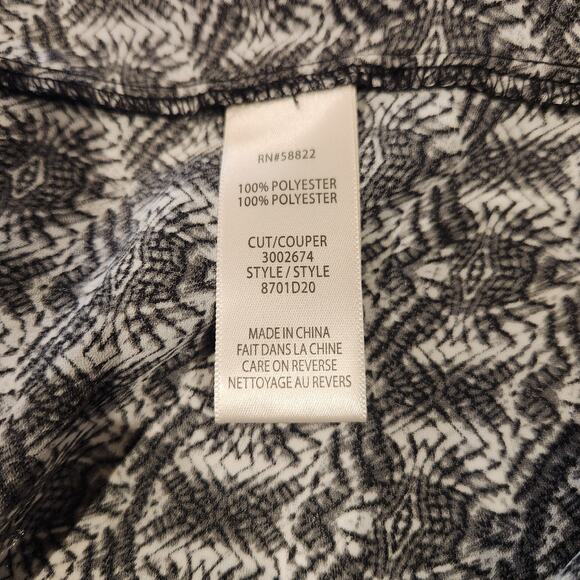 RN#58822
100% POLYESTER
100% POLYESTER
CUT/COUPER
3002674
STYLE / STYLE
8701D20
MADE IN CHINA
FAIT DANS LA CHINE
CARE ON REVERSE
NETTOYAGE AU REVERS